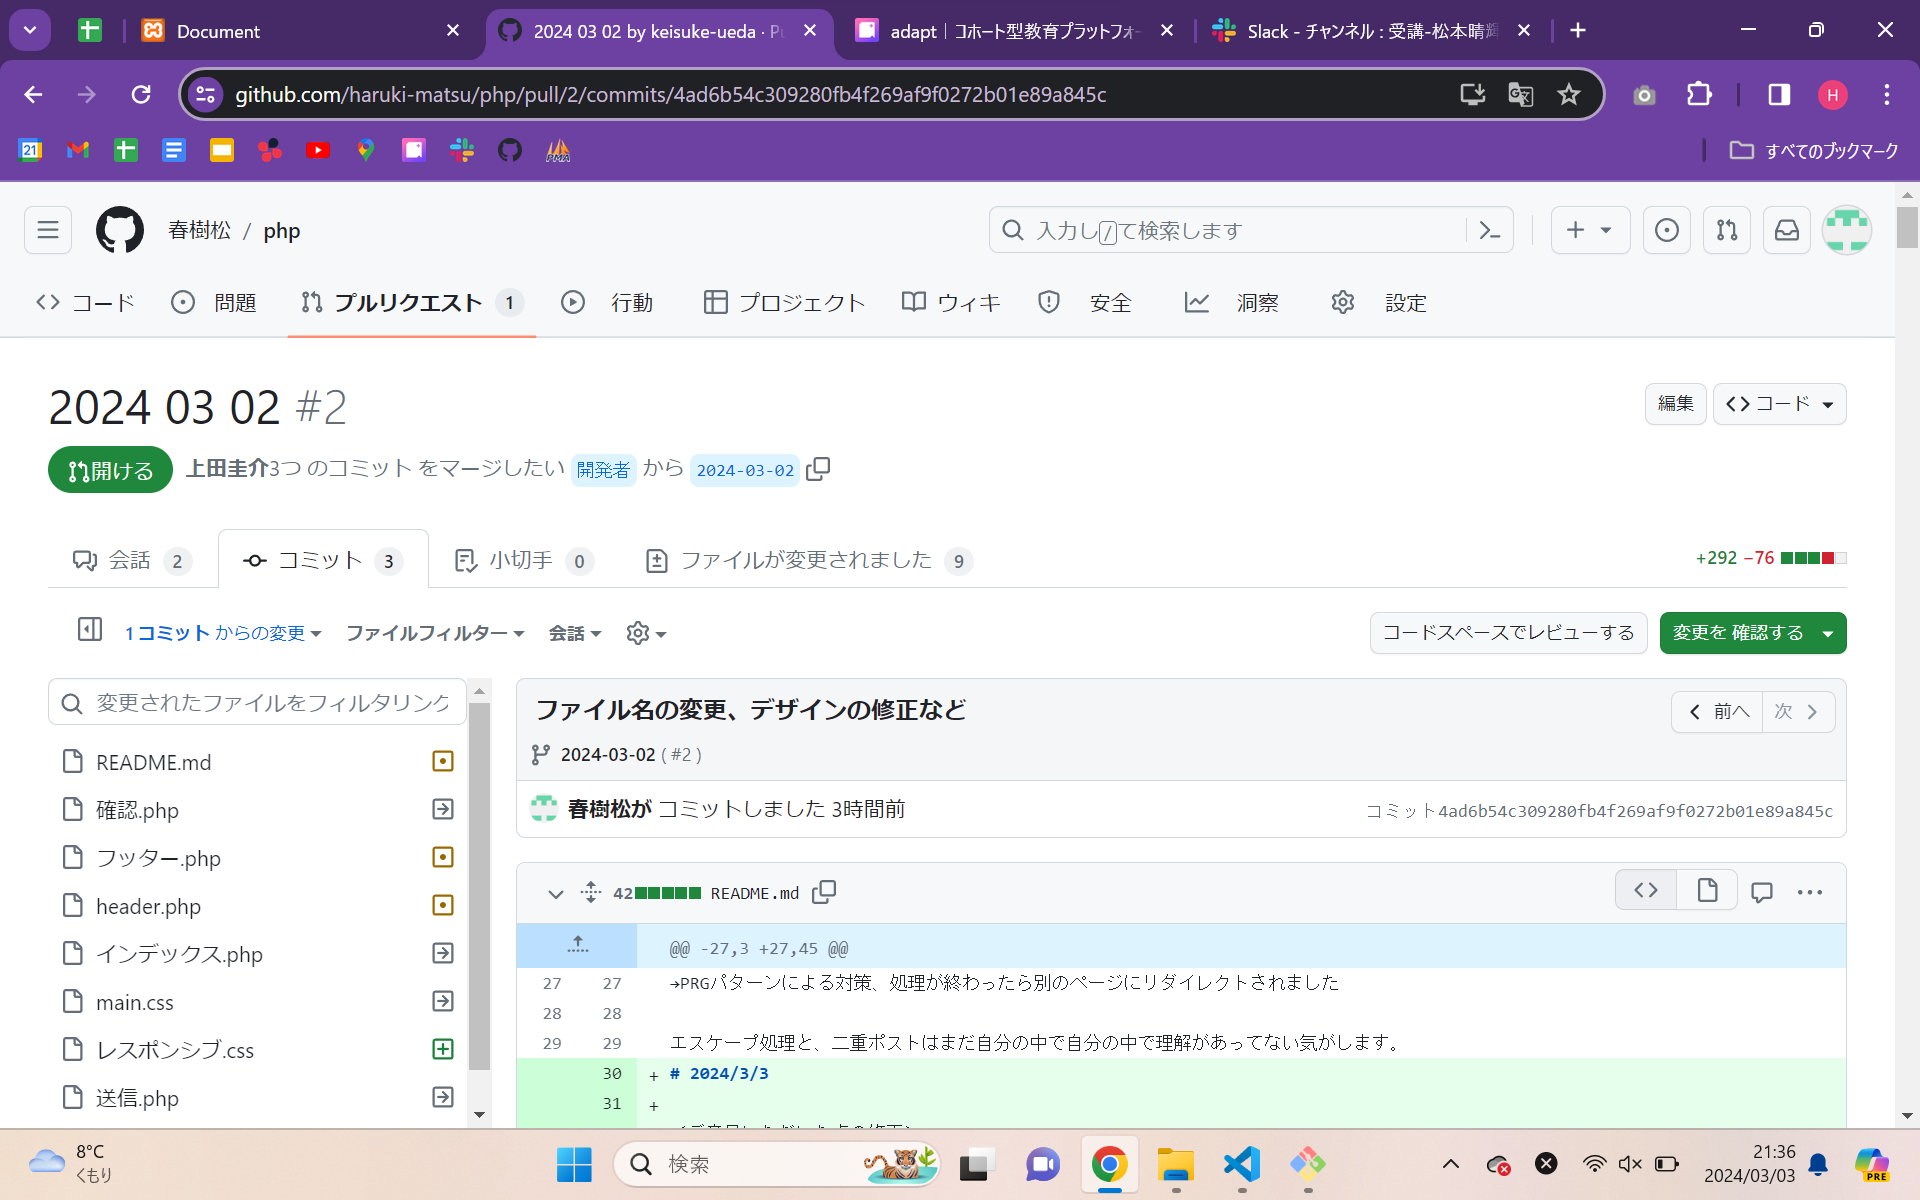 Document
2024 03 02 by keisuke-ueda · Pu
adapt｜コホート型教育プラットフォー
Slack - チャンネル : 受講-松本晴輝
github.com/haruki-matsu/php/pull/2/commits/4ad6b54c309280fb4f269af9f0272b01e89a845c
H
21
PMA
すべてのブックマーク
春樹松 / php
入力し/て検索します
コード
問題
プルリクエスト 1
行動
プロジェクト
ウィキ
安全
洞察
設定
2024 03 02 #2
編集
コード
開ける
上田圭介3つ のコミット をマージしたい 開発者 から 2024-03-02
会話 2
コミット 3
小切手 0
ファイルが変更されました 9
+292 −76
1 コミット からの変更
ファイルフィルター
会話
コードスペースでレビューする
変更を 確認する
変更されたファイルをフィルタリング
README.md
確認.php
フッター.php
header.php
インデックス.php
main.css
レスポンシブ.css
送信.php
ファイル名の変更、デザインの修正など
前へ
次
2024-03-02 ( #2 )
春樹松が コミットしました 3時間前
コミット4ad6b54c309280fb4f269af9f0272b01e89a845c
42 README.md
@@ -27,3 +27,45 @@
27 27 →PRGパターンによる対策、処理が終わったら別のページにリダイレクトされました
28 28
29 29 エスケープ処理と、二重ポストはまだ自分の中で自分の中で理解があってない気がします。
30 + # 2024/3/3
31 +
8°C
くもり
検索
21:36
2024/03/03
PRE